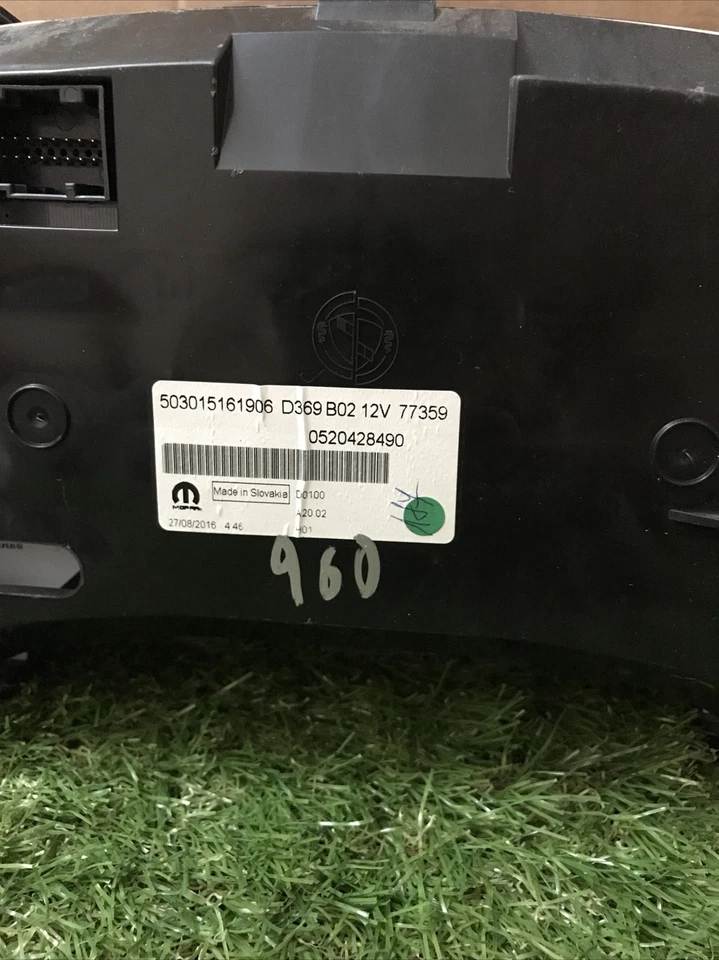 503015161906 D369 B02 12V 77359
0520428490
MOPAR
Made in Slovakia D0100
A20.02
27/08/2016 4.46 H01
960